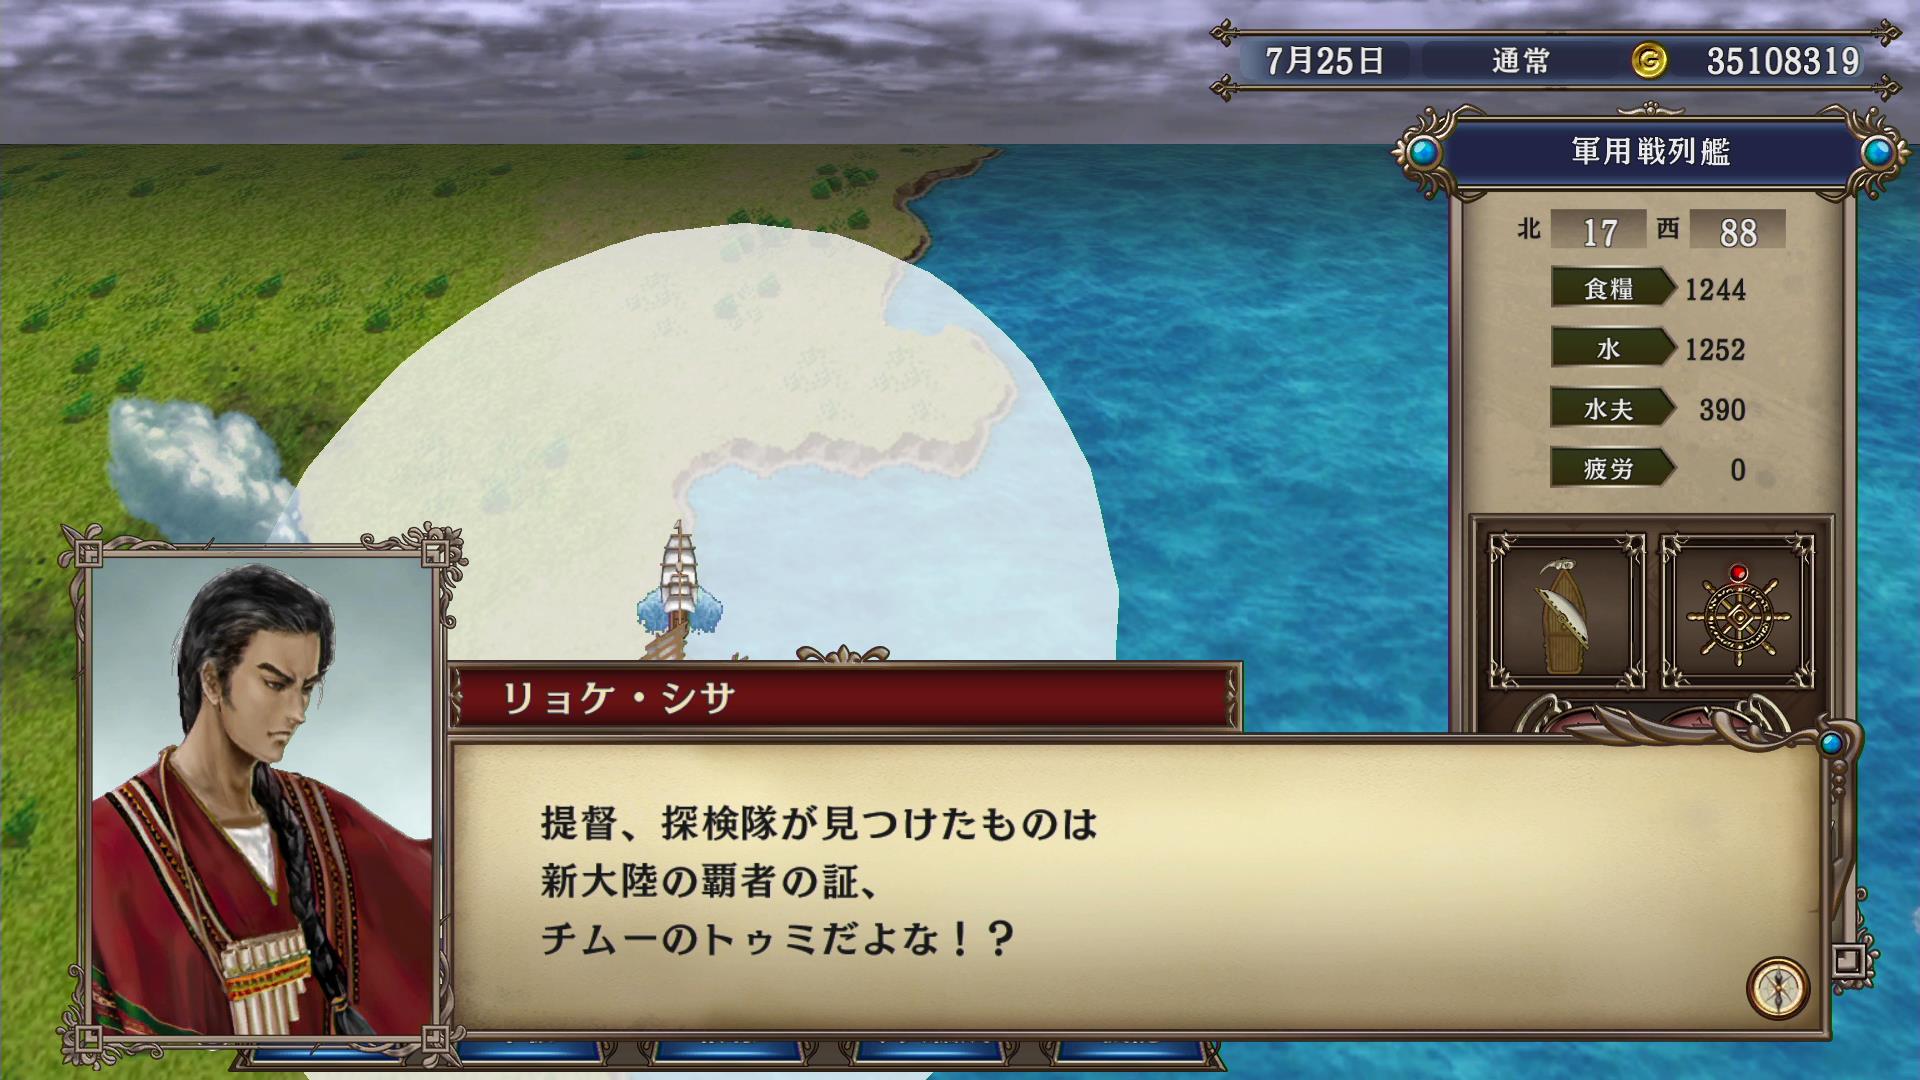 7月25日 通常 35108319
軍用戦列艦
北 17 西 88
食糧 1244
水 1252
水夫 390
疲労 0
リョケ・シサ
提督、探検隊が見つけたものは
新大陸の覇者の証、
チムーのトゥミだよな！？